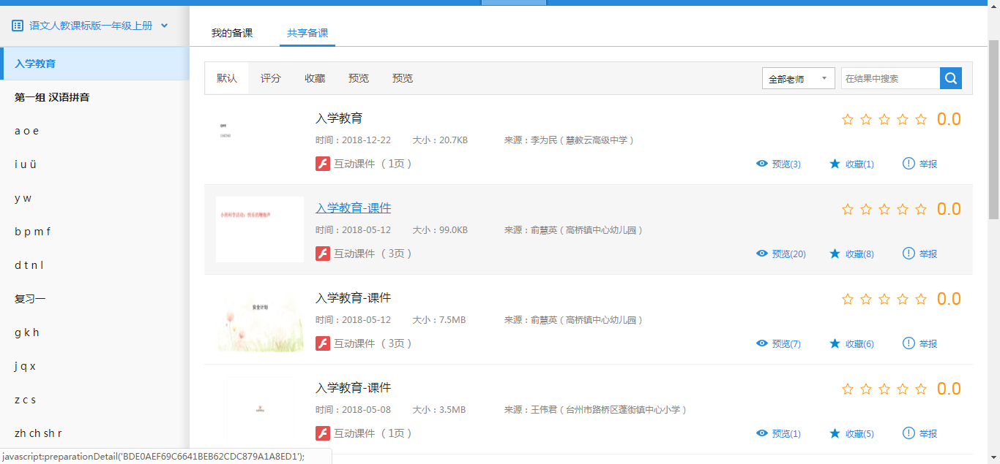 语文人教课标版一年级上册
我的备课
共享备课
入学教育
第一组 汉语拼音
a o e
i u ü
y w
b p m f
d t n l
复习一
g k h
j q x
z c s
zh ch sh r
默认 评分 收藏 预览 预览
全部老师
在结果中搜索
入学教育
0.0
时间：2018-12-22 大小：20.7KB 来源：李为民（慧教云高级中学）
互动课件 （1页）
预览(3) 收藏(1) 举报
小班科学活动：快乐的鞭炮声
入学教育-课件
0.0
时间：2018-05-12 大小：99.0KB 来源：俞慧英（高桥镇中心幼儿园）
互动课件 （3页）
预览(20) 收藏(8) 举报
安全计划
入学教育-课件
0.0
时间：2018-05-12 大小：7.5MB 来源：俞慧英（高桥镇中心幼儿园）
互动课件 （3页）
预览(7) 收藏(6) 举报
入学教育-课件
0.0
时间：2018-05-08 大小：3.5MB 来源：王伟君（台州市路桥区蓬街镇中心小学）
互动课件 （1页）
预览(1) 收藏(5) 举报
javascript:preparationDetail('BDE0AEF69C6641BEB62CDC879A1A8ED1');